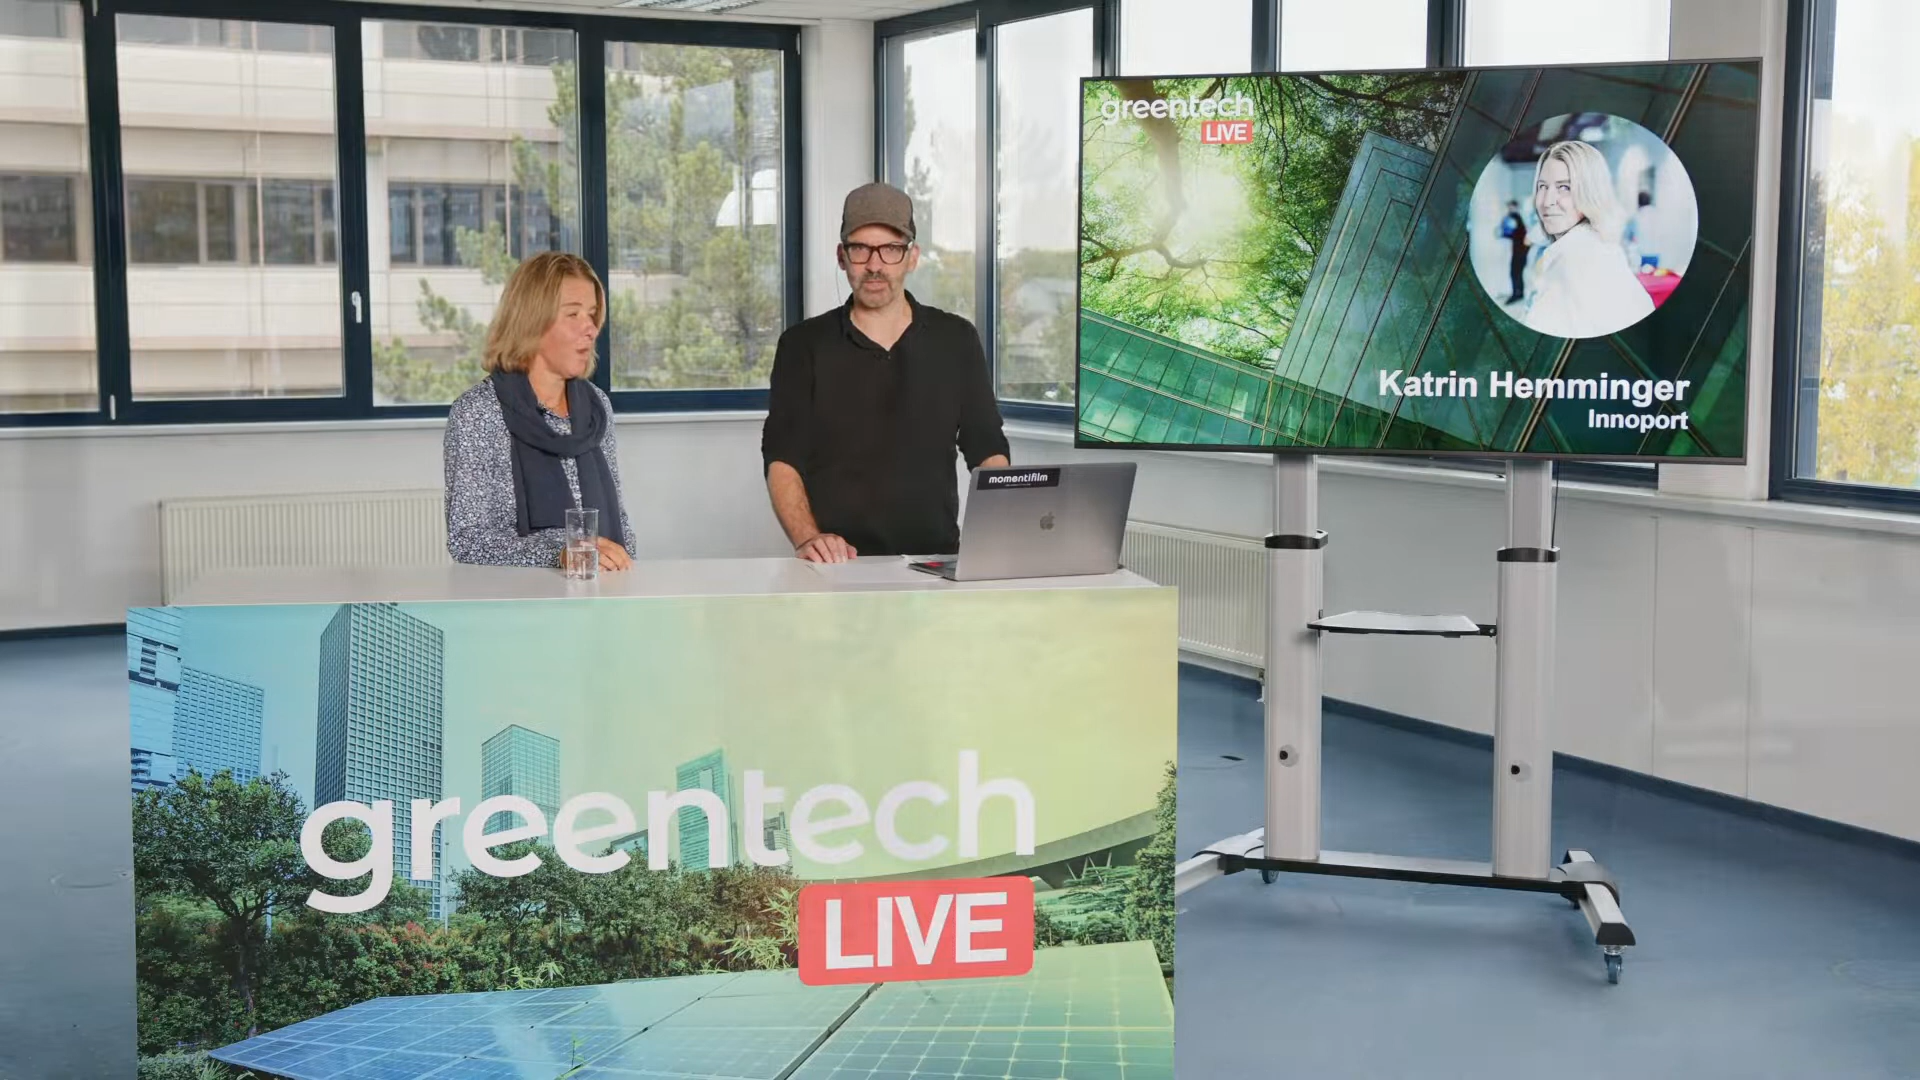 greentech
LIVE
Katrin Hemminger
Innoport
momentifilm
greentech
LIVE